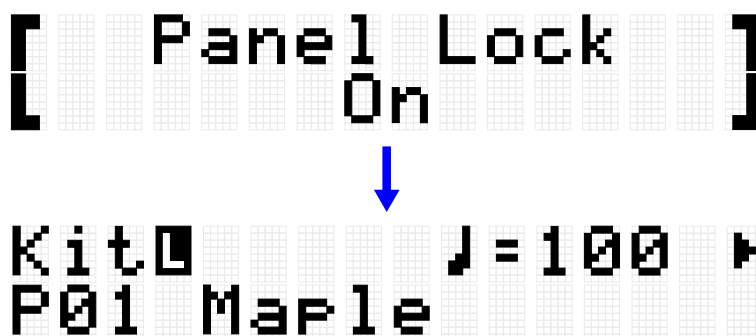 [ Panel Lock ]
[ On ]
Kit L ♩=100 ▶
P01 Maple